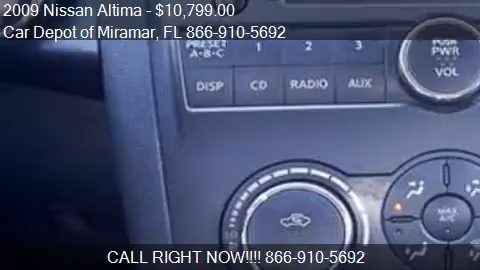 2009 Nissan Altima - $10,799.00
Car Depot of Miramar, FL 866-910-5692
PRESET 1 2 3 PUSH
A•B•C PWR
DISP CD RADIO AUX VOL
MAX
A/C
CALL RIGHT NOW!!!! 866-910-5692